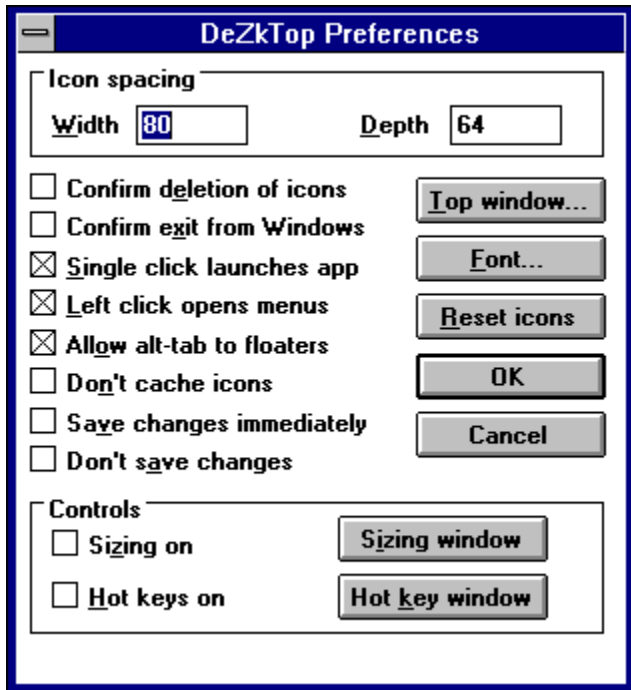 DeZkTop Preferences
Icon spacing
Width 80 Depth 64
Confirm deletion of icons
Confirm exit from Windows
Single click launches app
Left click opens menus
Allow alt-tab to floaters
Don't cache icons
Save changes immediately
Don't save changes
Top window...
Font...
Reset icons
OK
Cancel
Controls
Sizing on Sizing window
Hot keys on Hot key window